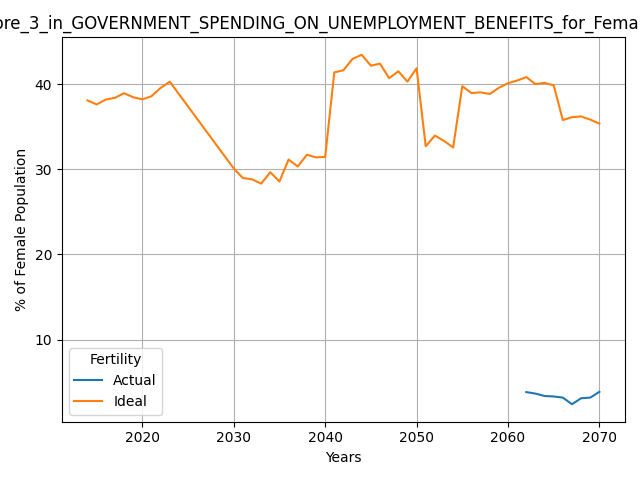 ore_3_in_GOVERNMENT_SPENDING_ON_UNEMPLOYMENT_BENEFITS_for_Fema
40
30
20
10
% of Female Population
Fertility
Actual
Ideal
2020 2030 2040 2050 2060 2070
Years